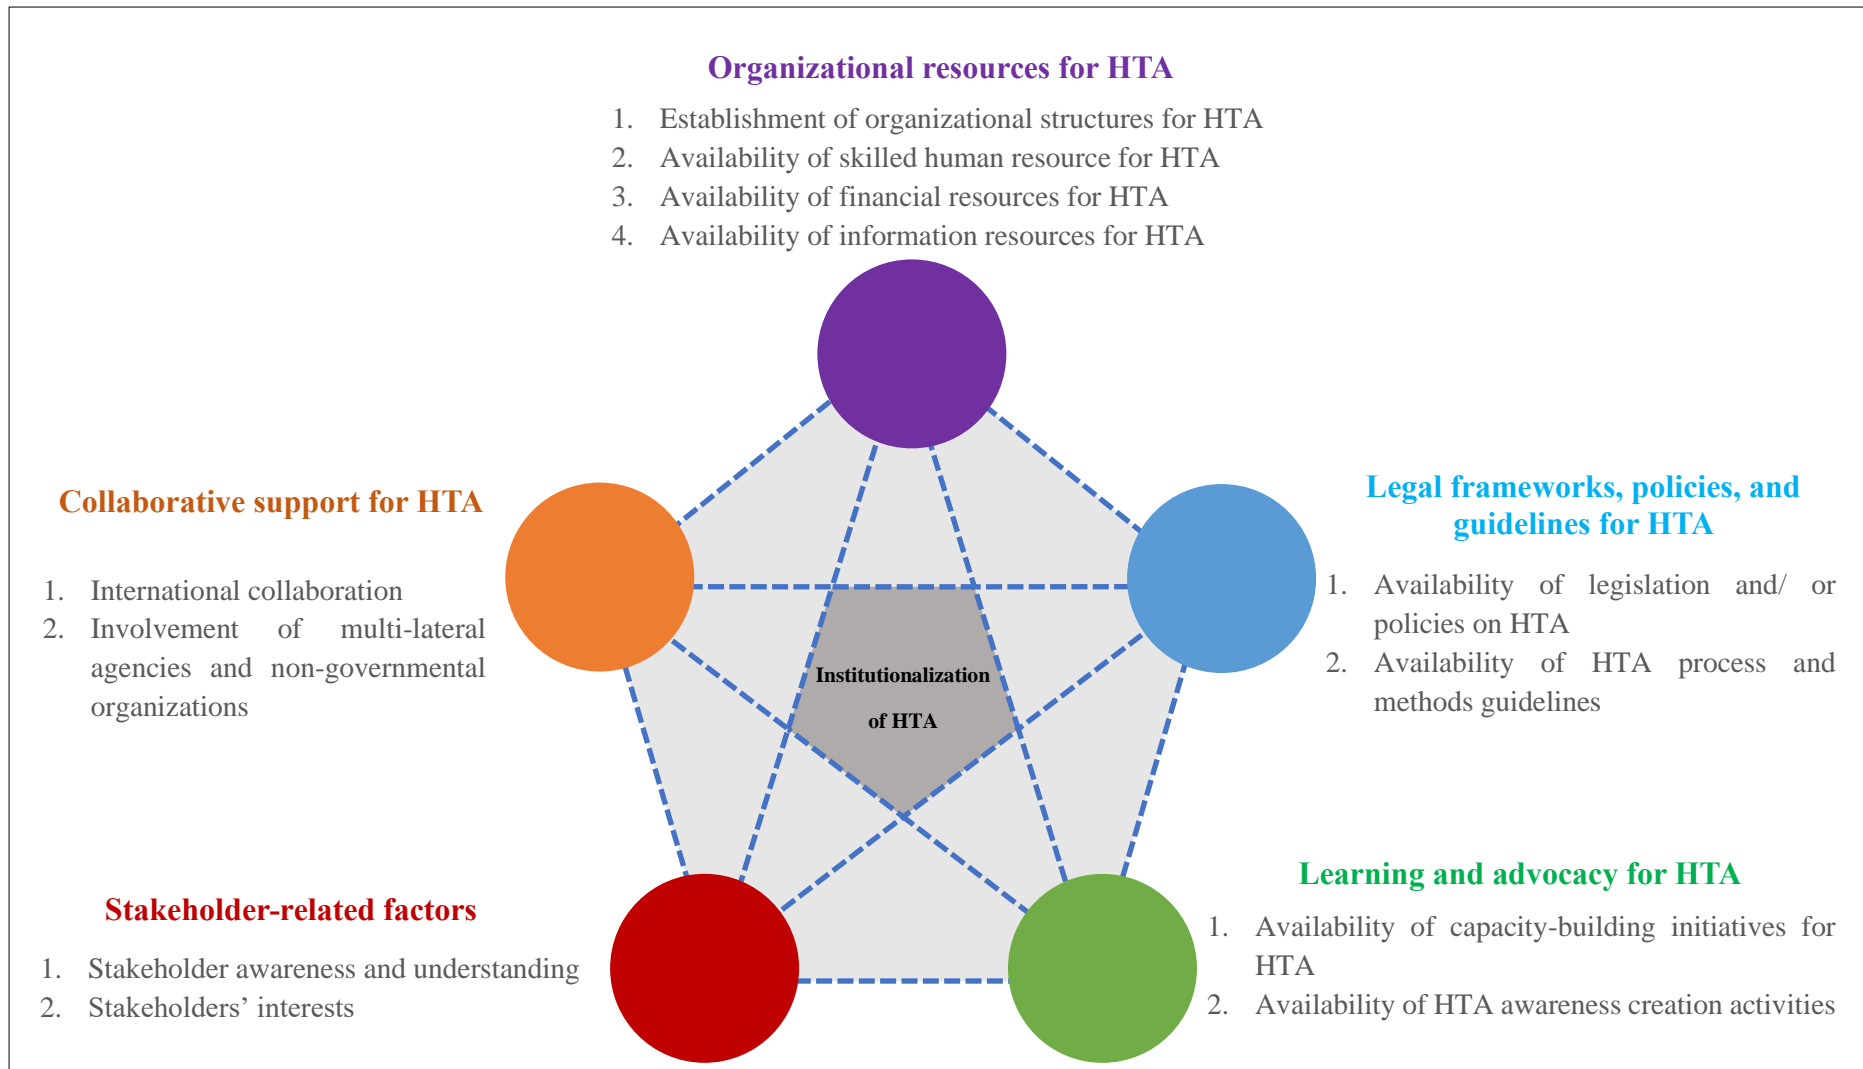 Organizational resources for HTA
1. Establishment of organizational structures for HTA
2. Availability of skilled human resource for HTA
3. Availability of financial resources for HTA
4. Availability of information resources for HTA
Collaborative support for HTA
1. International collaboration
2. Involvement of multi-lateral
agencies and non-governmental
organizations
Legal frameworks, policies, and
guidelines for HTA
1. Availability of legislation and/ or
policies on HTA
2. Availability of HTA process and
methods guidelines
Institutionalization
of HTA
Stakeholder-related factors
1. Stakeholder awareness and understanding
2. Stakeholders’ interests
Learning and advocacy for HTA
1. Availability of capacity-building initiatives for
HTA
2. Availability of HTA awareness creation activities